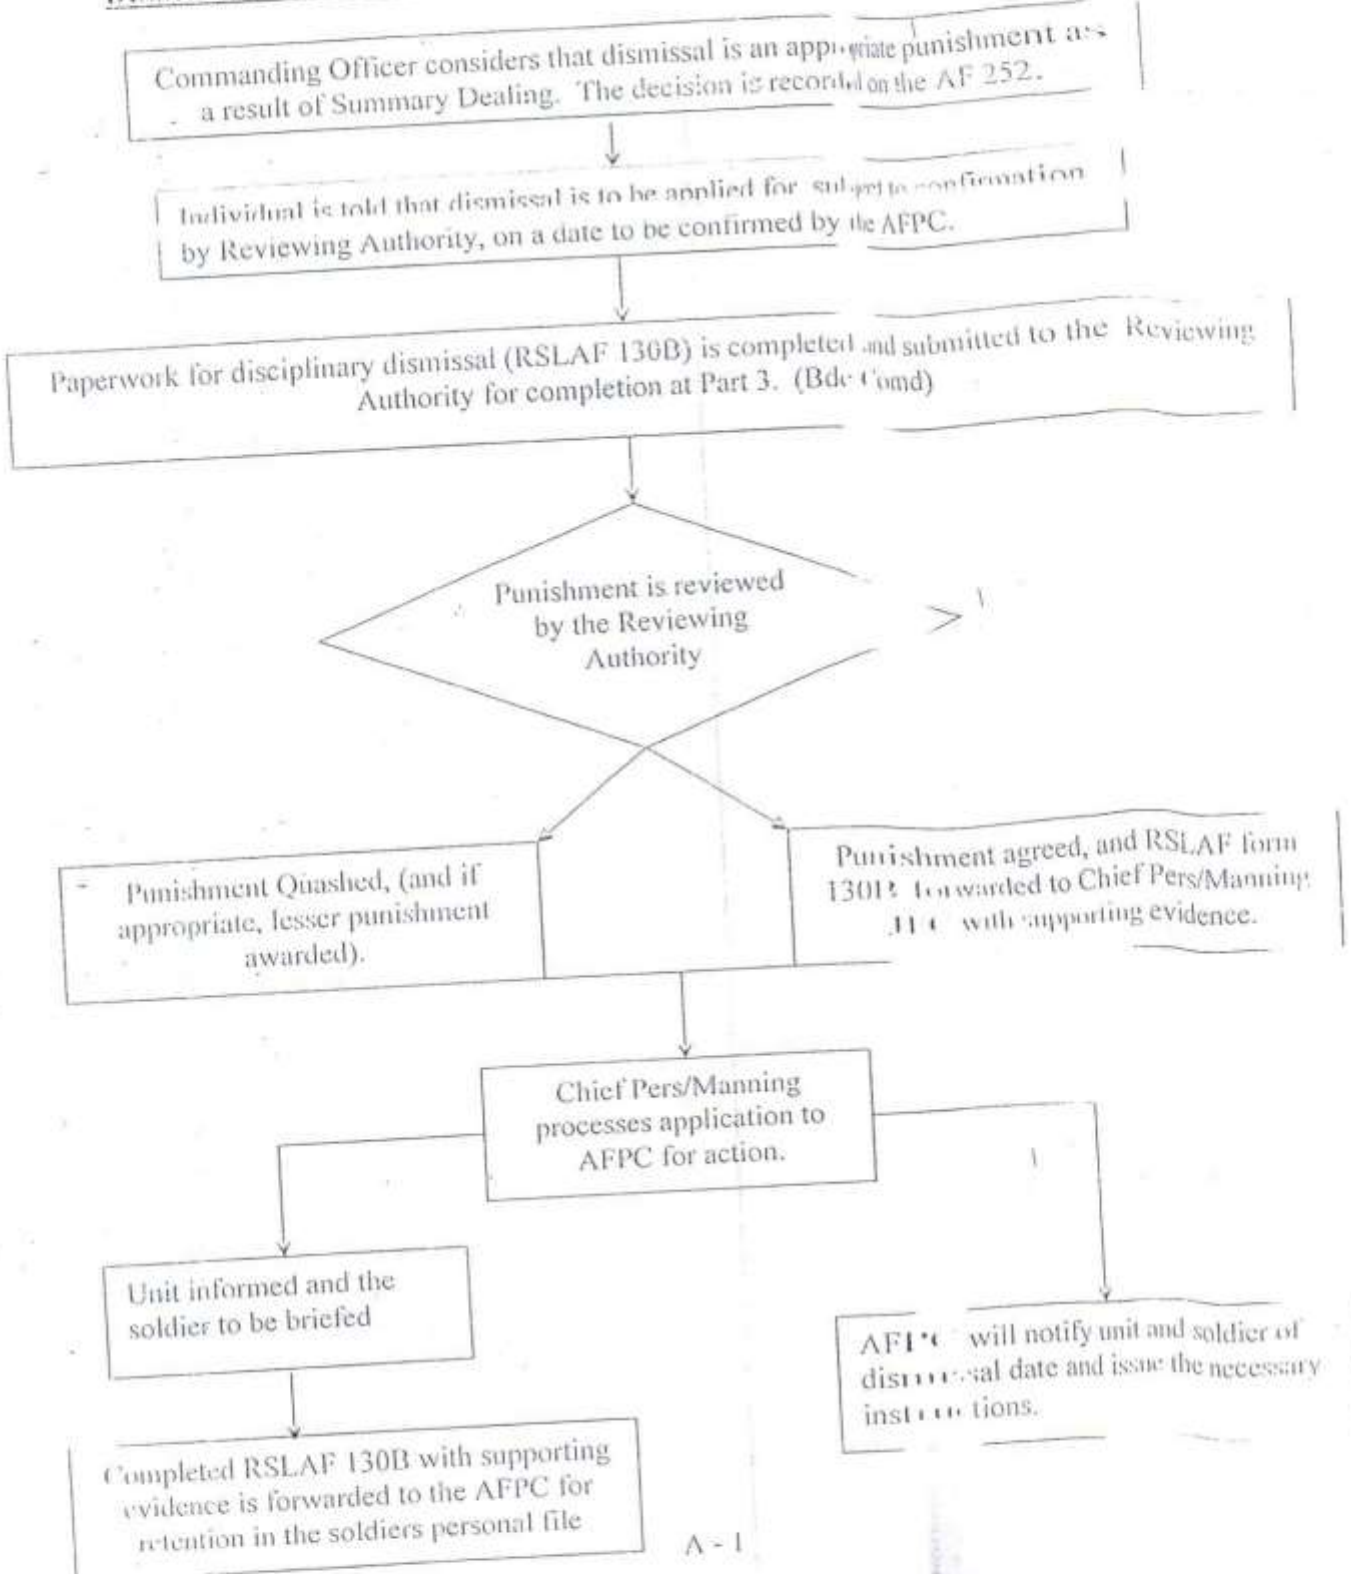 Commanding Officer considers that dismissal is an appropriate punishment as
a result of Summary Dealing. The decision is recorded on the AF 252.
Individual is told that dismissal is to be applied for subject to confirmation
by Reviewing Authority, on a date to be confirmed by the AFPC.
Paperwork for disciplinary dismissal (RSLAF 130B) is completed and submitted to the Reviewing
Authority for completion at Part 3. (Bde Comd)
Punishment is reviewed
by the Reviewing
Authority
Punishment Quashed, (and if
appropriate, lesser punishment
awarded).
Punishment agreed, and RSLAF form
130B forwarded to Chief Pers/Manning
with supporting evidence.
Chief Pers/Manning
processes application to
AFPC for action.
Unit informed and the
soldier to be briefed
AFPC will notify unit and soldier of
dismissal date and issue the necessary
instructions.
Completed RSLAF 130B with supporting
evidence is forwarded to the AFPC for
retention in the soldiers personal file
A - 1